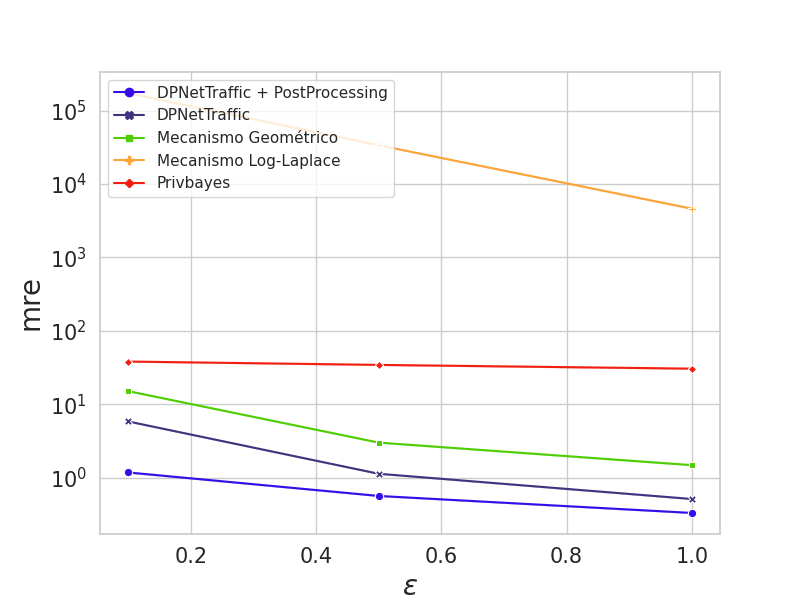 DPNetTraffic + PostProcessing
DPNetTraffic
Mecanismo Geométrico
Mecanismo Log-Laplace
Privbayes
10^5
10^4
10^3
10^2
10^1
10^0
mre
0.2 0.4 0.6 0.8 1.0
ε